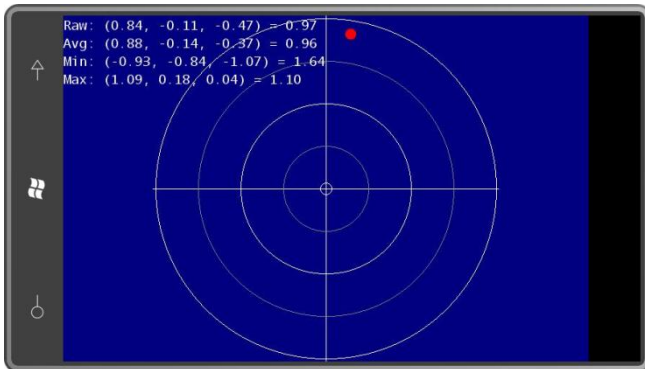 Raw: (0.84, -0.11, -0.47) = 0.97
Avg: (0.88, -0.14, -0.37) = 0.96
Min: (-0.93, -0.84, -1.07) = 1.64
Max: (1.09, 0.18, 0.04) = 1.10